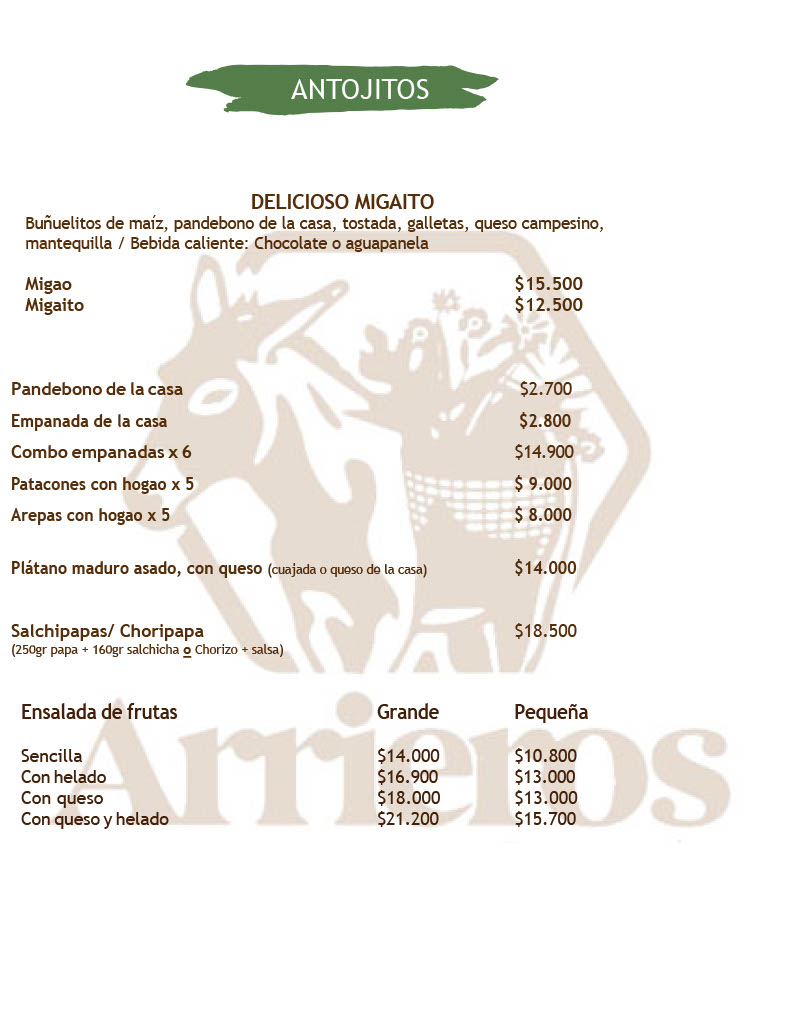 ANTOJITOS
DELICIOSO MIGAITO
Buñuelitos de maíz, pandebono de la casa, tostada, galletas, queso campesino,
mantequilla / Bebida caliente: Chocolate o aguapanela
Migao $15.500
Migaito $12.500
Pandebono de la casa $2.700
Empanada de la casa $2.800
Combo empanadas x 6 $14.900
Patacones con hogao x 5 $ 9.000
Arepas con hogao x 5 $ 8.000
Plátano maduro asado, con queso (cuajada o queso de la casa) $14.000
Salchipapas/ Choripapa $18.500
(250gr papa + 160gr salchicha o Chorizo + salsa)
Ensalada de frutas Grande Pequeña
Sencilla $14.000 $10.800
Con helado $16.900 $13.000
Con queso $18.000 $13.000
Con queso y helado $21.200 $15.700
Arrieros